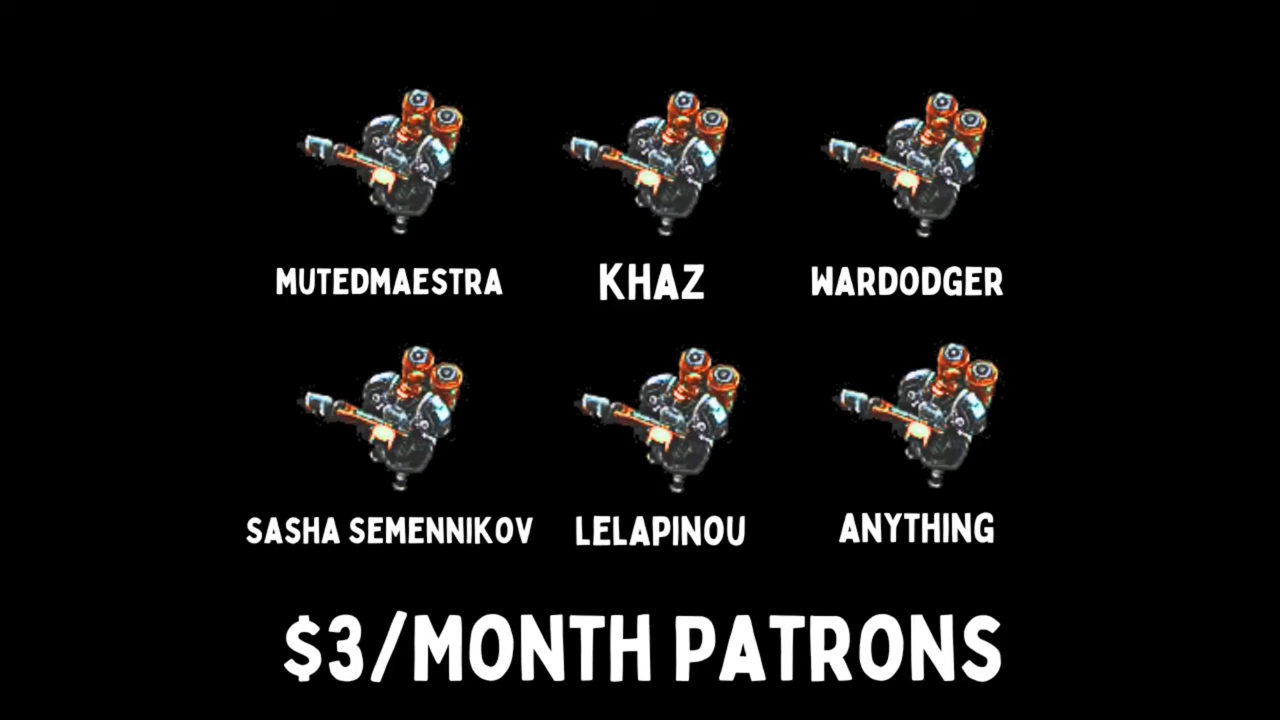 MUTEDMAESTRA
KHAZ
WARDODGER
SASHA SEMENNIKOV
LELAPINOU
ANYTHING
$3/MONTH PATRONS